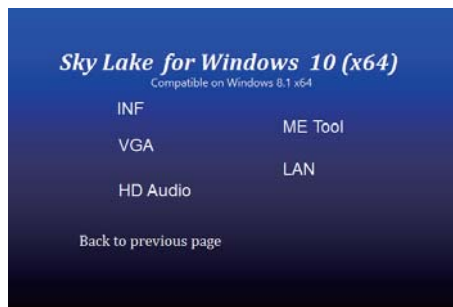 Sky Lake for Windows 10 (x64)
Compatible on Windows 8.1 x64
INF
VGA
HD Audio
ME Tool
LAN
Back to previous page